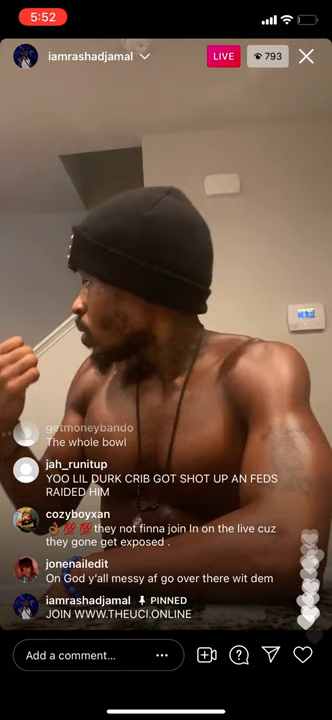 5:52
iamrashadjamal
LIVE
793
getmoneybando
The whole bowl
jah_runitup
YOO LIL DURK CRIB GOT SHOT UP AN FEDS
RAIDED HIM
cozyboyxan
👌🏾 💯 💯 they not finna join In on the live cuz
they gone get exposed .
jonenailedit
On God y'all messy af go over there wit dem
iamrashadjamal PINNED
JOIN WWW.THEUCI.ONLINE
Add a comment...